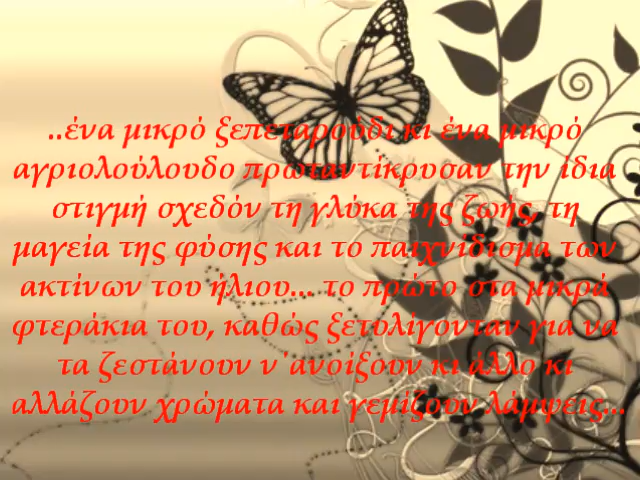 ..ένα μικρό ξεπεταρούδι κι ένα μικρό
αγριολούλουδο πρωταντίκρυσαν την ίδια
στιγμή σχεδόν τη γλύκα της ζωής, τη
μαγεία της φύσης και το παιχνίδισμα των
ακτίνων του ήλιου... το πρώτο στα μικρά
φτεράκια του, καθώς ξετυλίγονταν για να
τα ζεστάνουν ν΄ανοίξουν κι άλλο κι
αλλάζουν χρώματα και γεμίζουν λάμψεις...